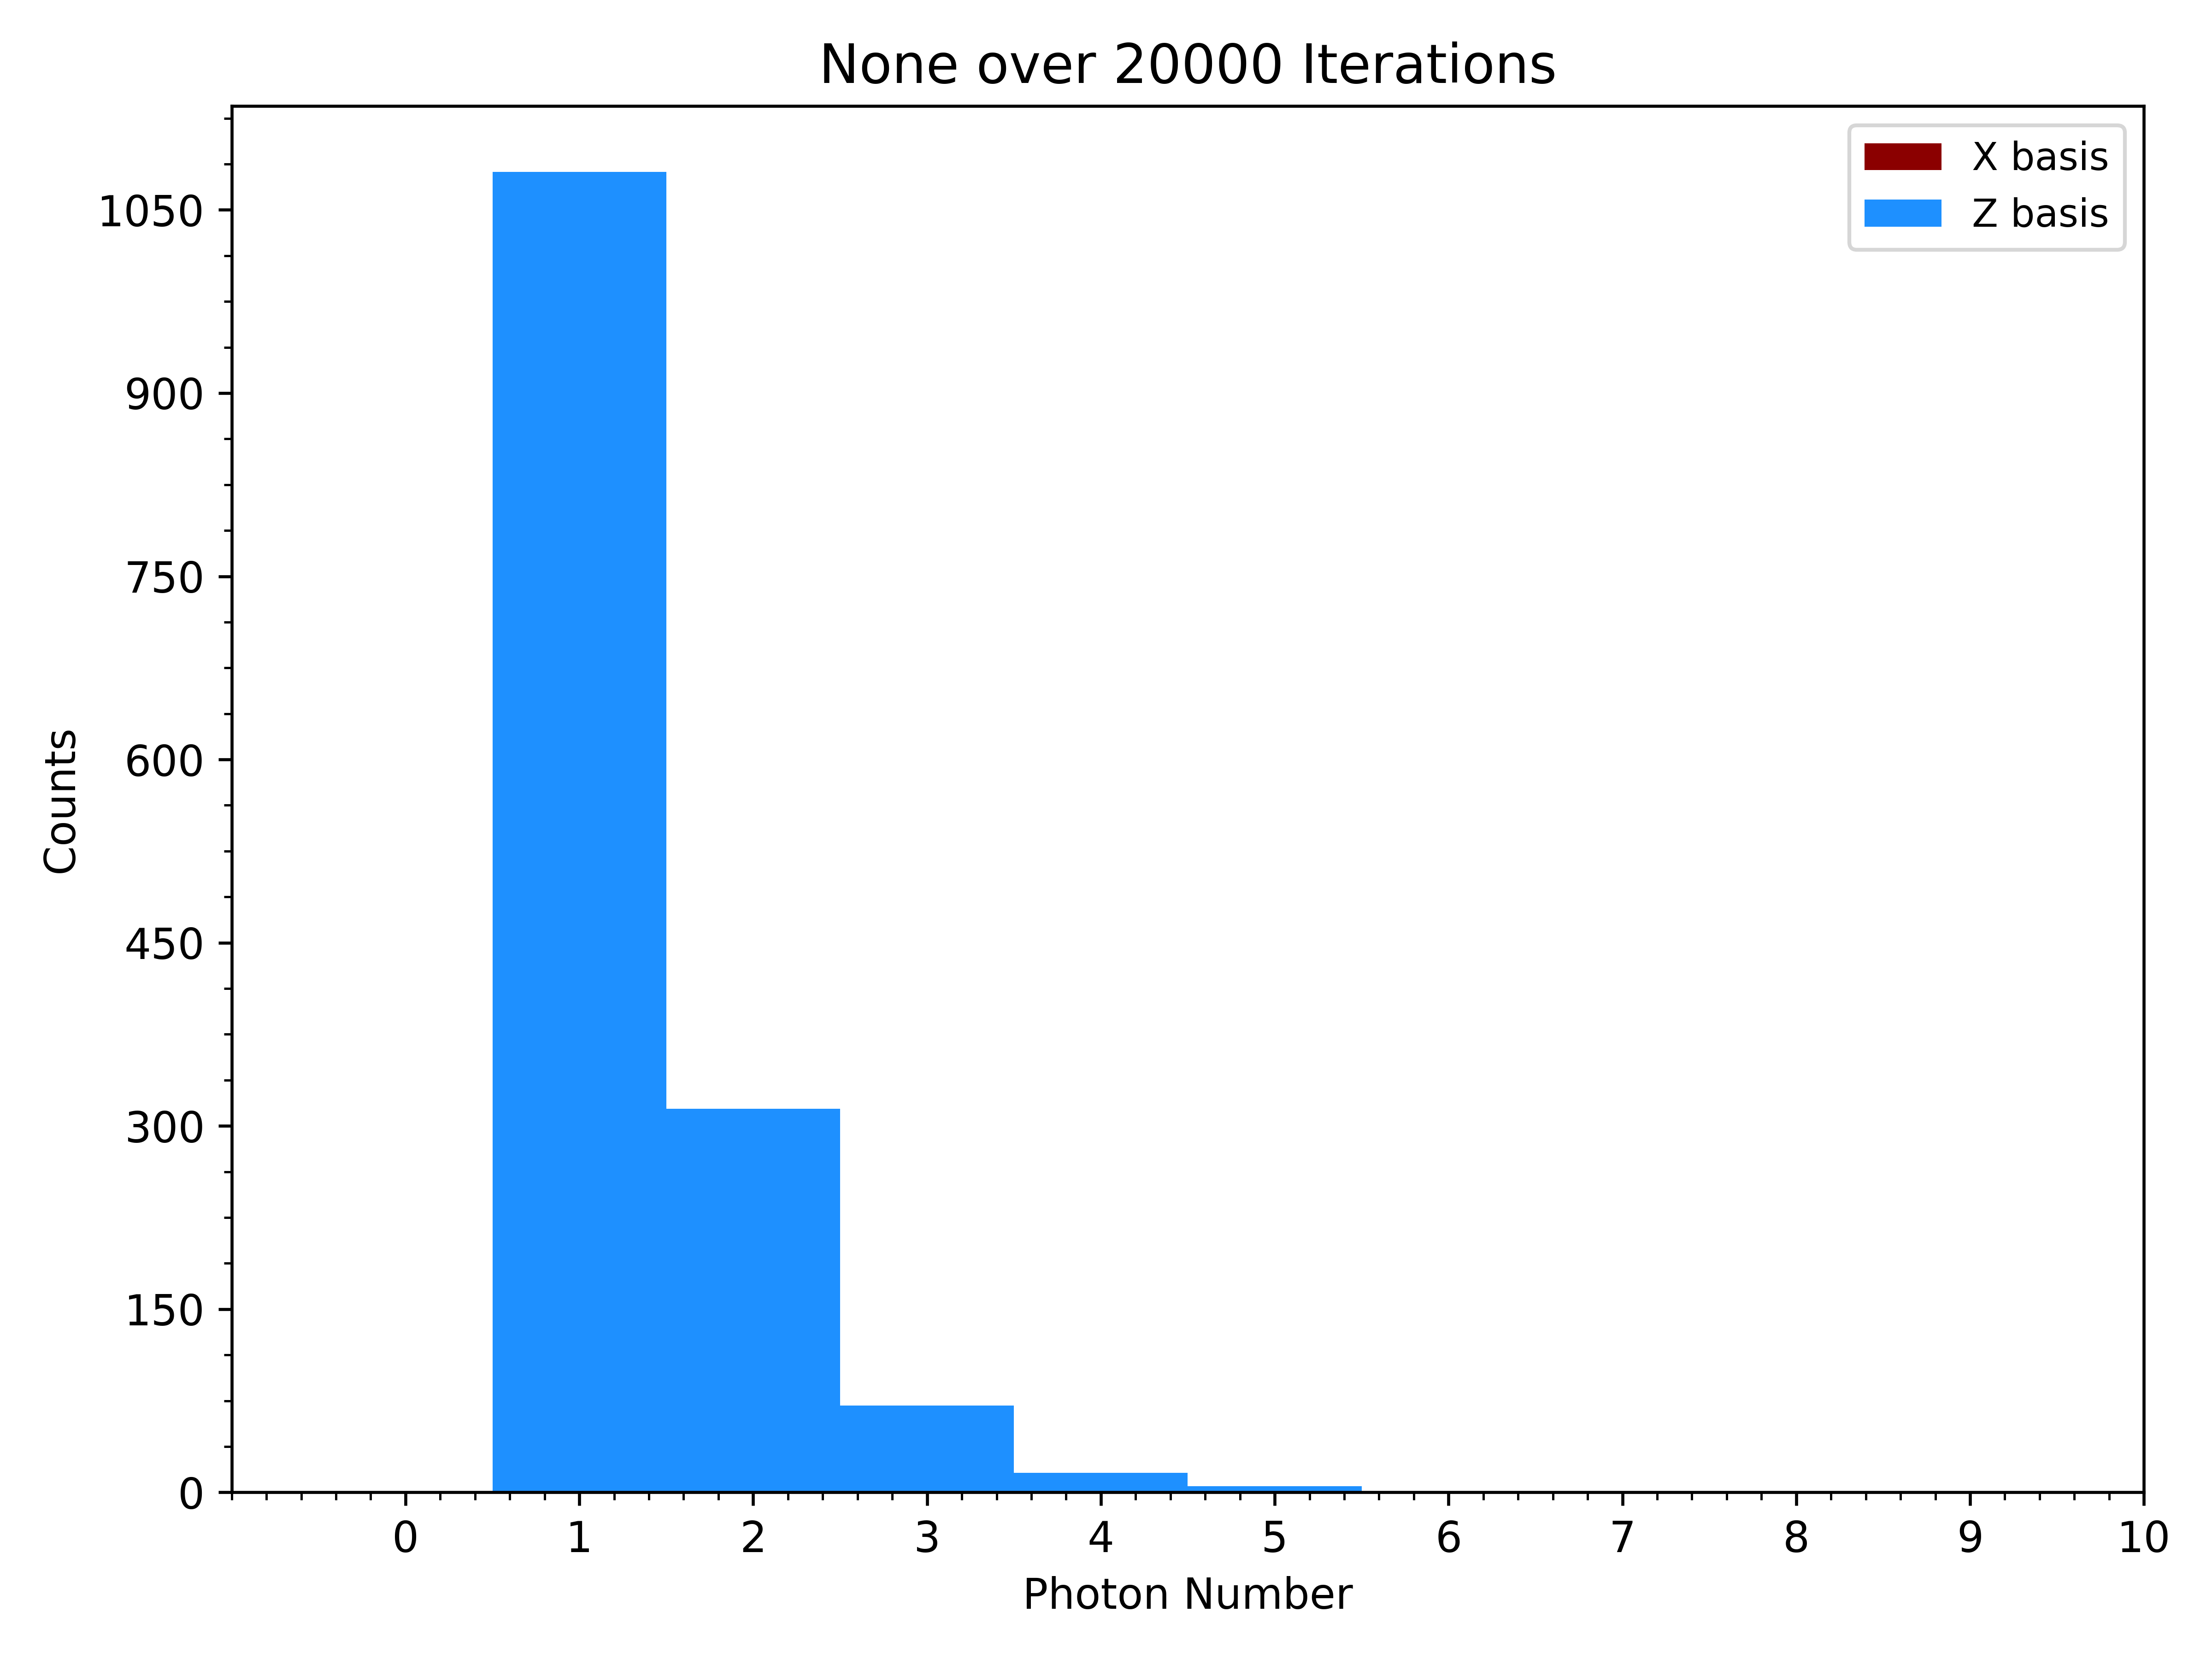 None over 20000 Iterations
X basis
Z basis
1050
900
750
600
450
300
150
0
Counts
0 1 2 3 4 5 6 7 8 9 10
Photon Number